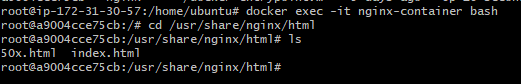 root@ip-172-31-30-57:/home/ubuntu# docker exec -it nginx-container bash
root@a9004cce75cb:/# cd /usr/share/nginx/html
root@a9004cce75cb:/usr/share/nginx/html# ls
50x.html index.html
root@a9004cce75cb:/usr/share/nginx/html#